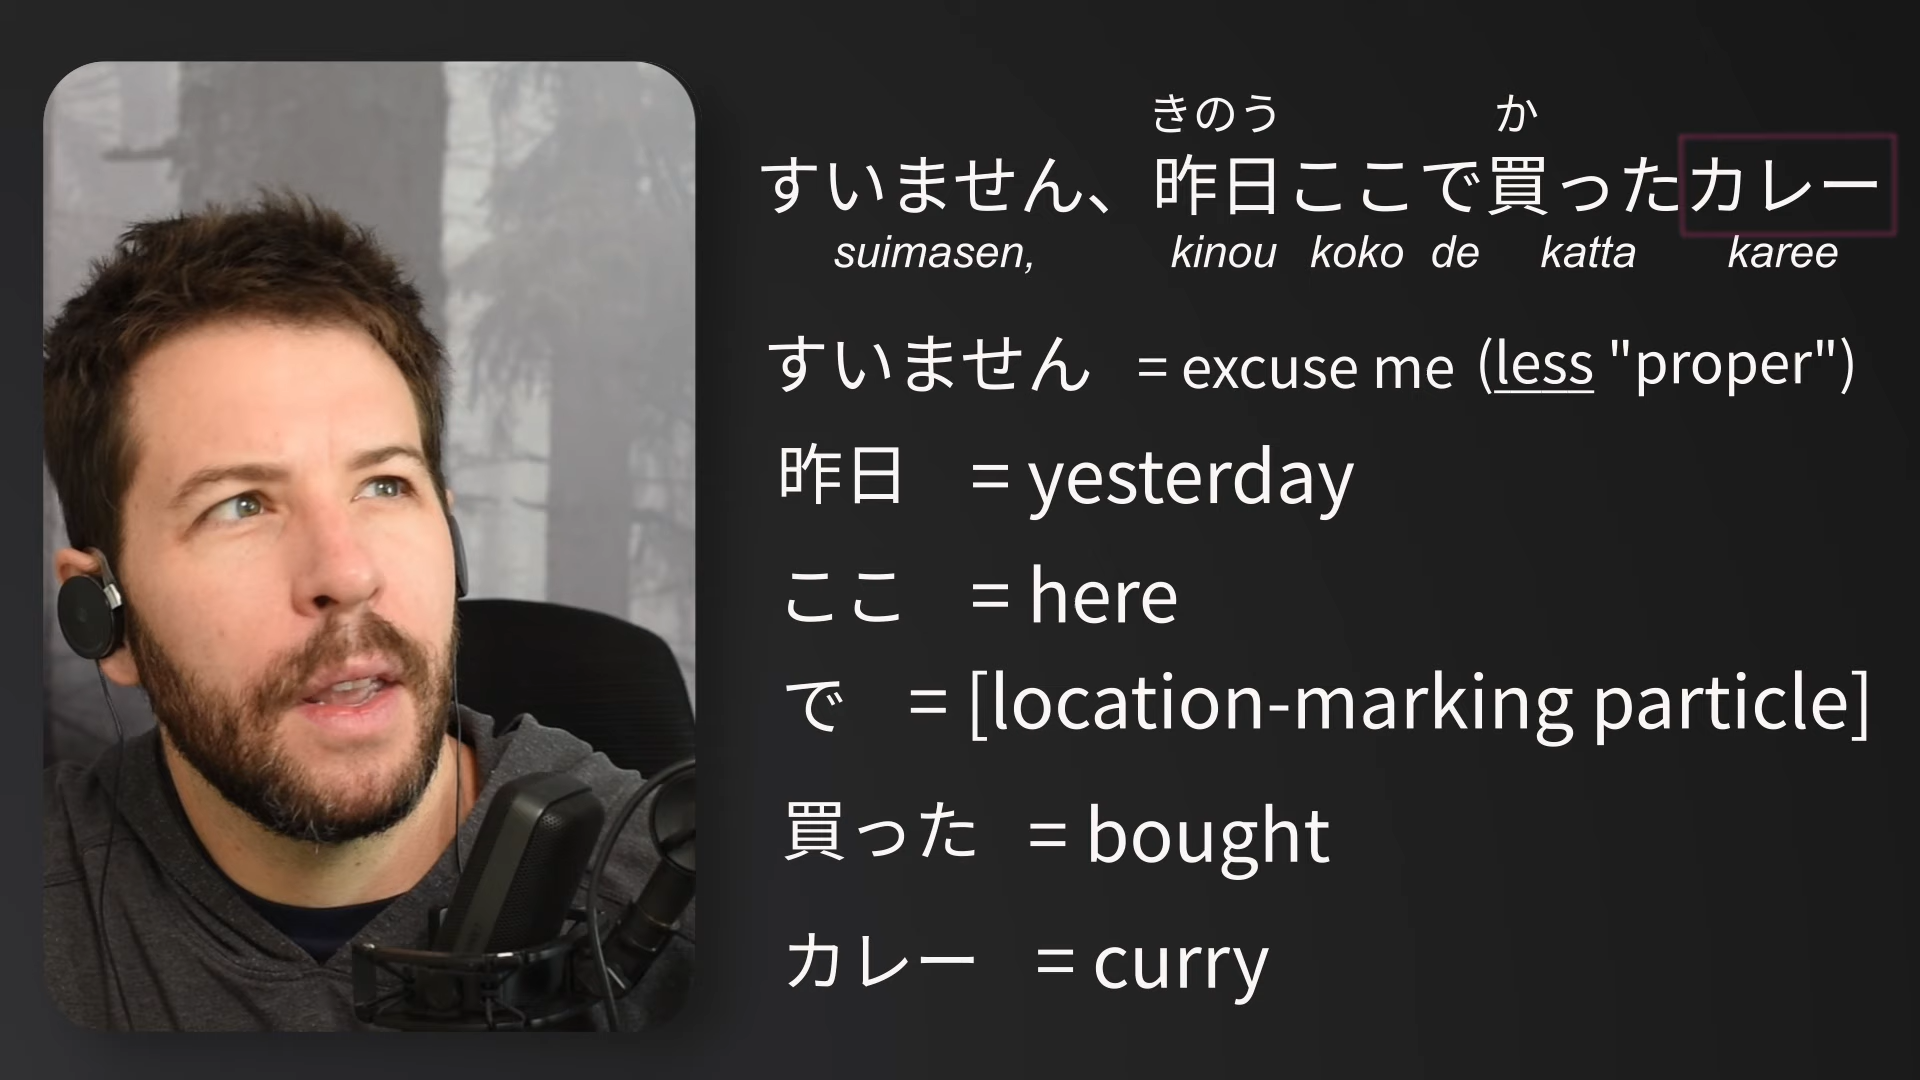 きのう か
すいません、昨日ここで買ったカレー
suimasen, kinou koko de katta karee
すいません = excuse me (less "proper")
昨日 = yesterday
ここ = here
で = [location-marking particle]
買った = bought
カレー = curry